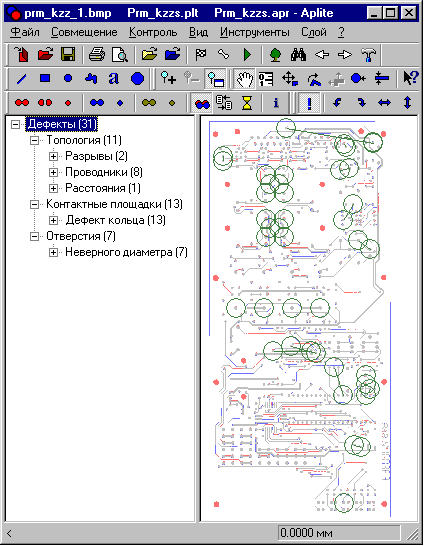 prm_kzz_1.bmp Prm_kzzs.plt Prm_kzzs.apr - Aplite
Файл Совмещение Контроль Вид Инструменты Слой ?
Дефекты (31)
Топология (11)
Разрывы (2)
Проводники (8)
Расстояния (1)
Контактные площадки (13)
Дефект кольца (13)
Отверстия (7)
Неверного диаметра (7)
< 0.0000 мм